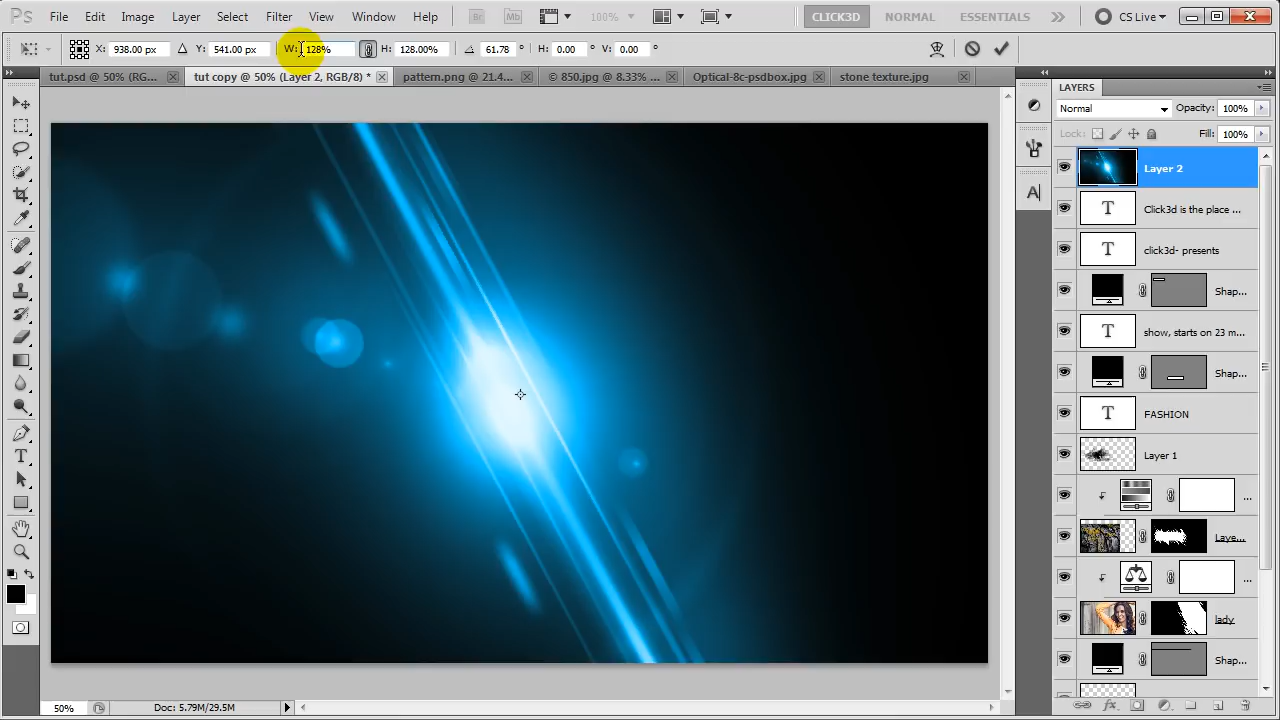 Ps File Edit Image Layer Select Filter View Window Help Br Mb 100% CLICK3D NORMAL ESSENTIALS CS Live
X: 938.00 px Y: 541.00 px W: 128% H: 128.00% 61.78 ° H: 0.00 ° V: 0.00 °
tut.psd @ 50% (RG... tut copy @ 50% (Layer 2, RGB/8) * pattern.png @ 21.4... © 850.jpg @ 8.33% ... Optical-8c-psdbox.jpg stone texture.jpg
LAYERS
Normal Opacity: 100%
Lock: Fill: 100%
Layer 2
T Click3d is the place ...
T click3d- presents
Shap...
T show, starts on 23 m...
Shap...
T FASHION
Layer 1
...
Laye...
...
lady
Shap...
50% Doc: 5.79M/29.5M